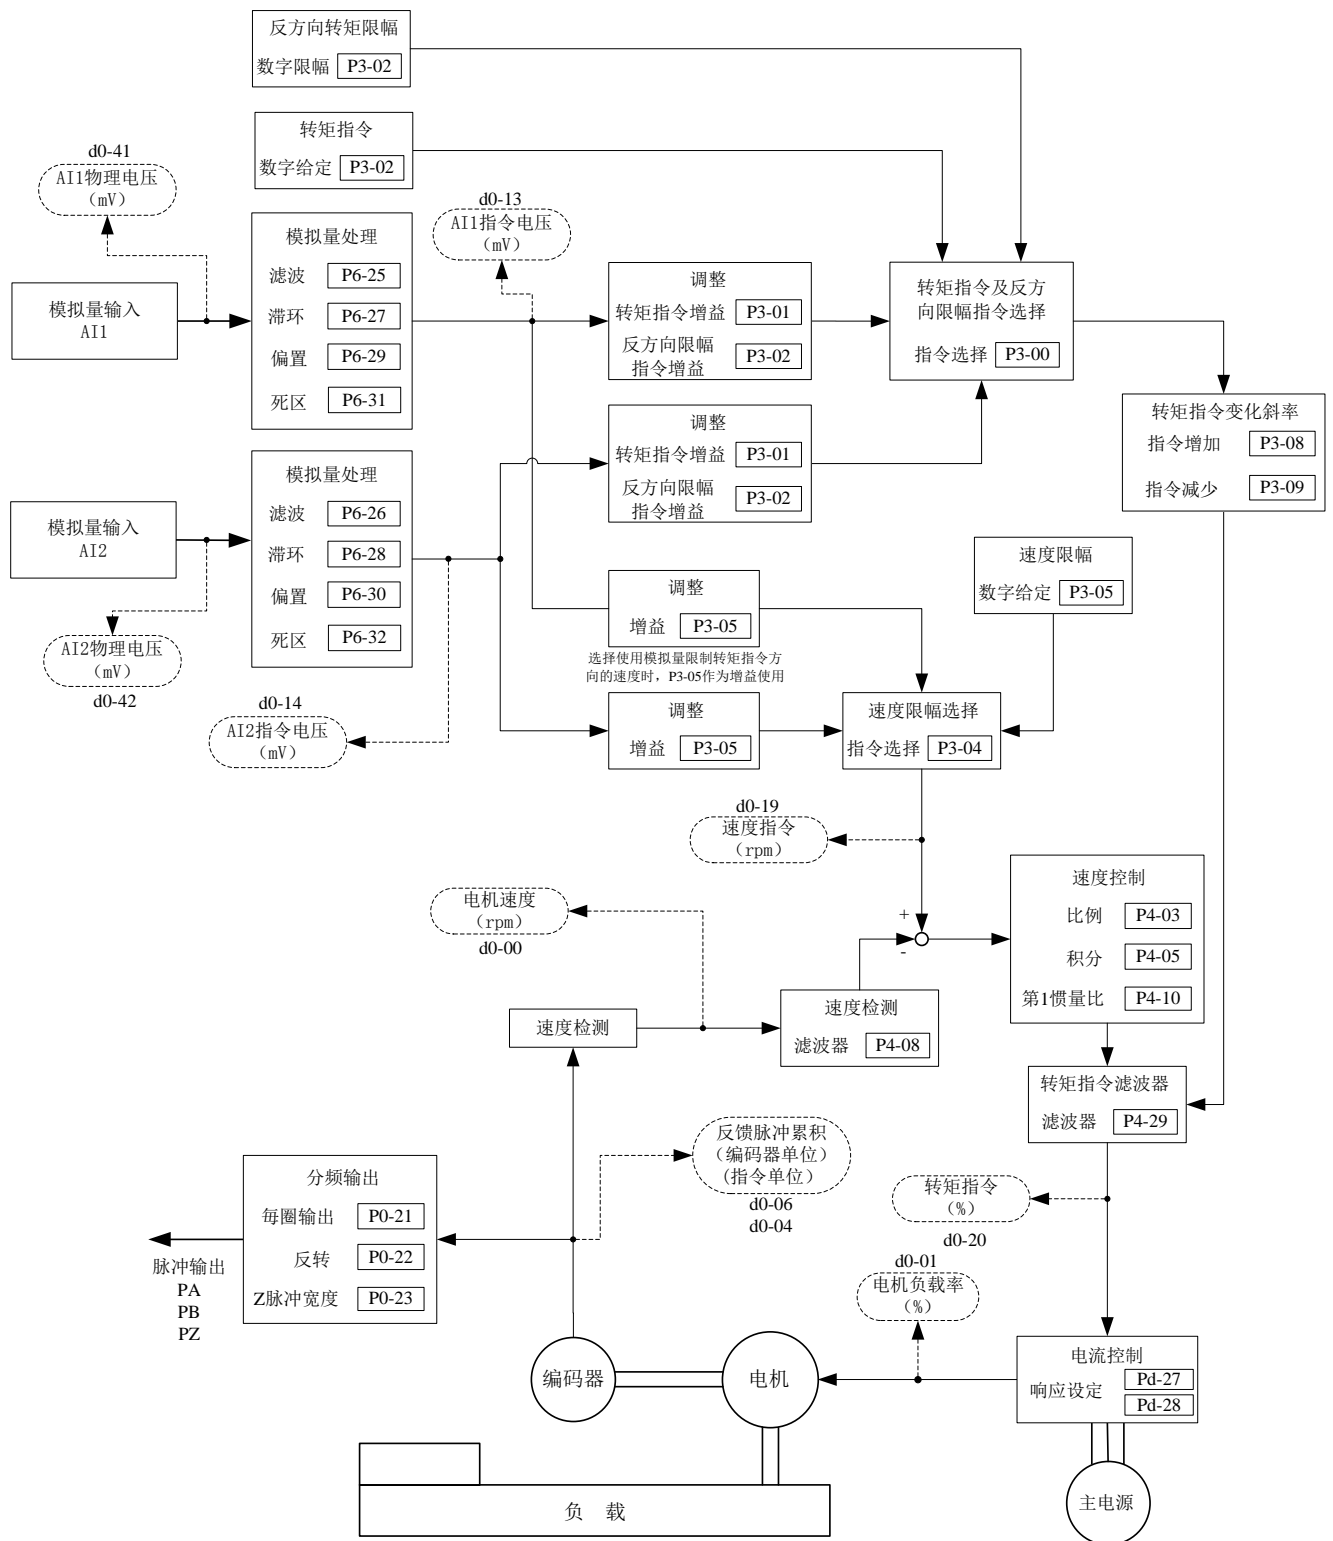 反方向转矩限幅
数字限幅 P3-02
转矩指令
数字给定 P3-02
d0-41
AI1物理电压
（mV）
模拟量输入
AI1
模拟量处理
滤波 P6-25
滞环 P6-27
偏置 P6-29
死区 P6-31
d0-13
AI1指令电压
（mV）
调整
转矩指令增益 P3-01
反方向限幅
指令增益 P3-02
转矩指令及反方
向限幅指令选择
指令选择 P3-00
转矩指令变化斜率
指令增加 P3-08
指令减少 P3-09
调整
转矩指令增益 P3-01
反方向限幅
指令增益 P3-02
模拟量输入
AI2
模拟量处理
滤波 P6-26
滞环 P6-28
偏置 P6-30
死区 P6-32
AI2物理电压
（mV）
d0-42
d0-14
AI2指令电压
（mV）
速度限幅
数字给定 P3-05
调整
增益 P3-05
选择使用模拟量限制转矩指令方
向的速度时，P3-05作为增益使用
调整
增益 P3-05
速度限幅选择
指令选择 P3-04
d0-19
速度指令
（rpm）
电机速度
（rpm）
d0-00
+
-
速度控制
比例 P4-03
积分 P4-05
第1惯量比 P4-10
速度检测
速度检测
滤波器 P4-08
转矩指令滤波器
滤波器 P4-29
反馈脉冲累积
（编码器单位）
(指令单位)
d0-06
d0-04
转矩指令
（%）
d0-20
分频输出
每圈输出 P0-21
反转 P0-22
Z脉冲宽度 P0-23
脉冲输出
PA
PB
PZ
d0-01
电机负载率
（%）
编码器
电机
电流控制
响应设定 Pd-27
Pd-28
主电源
负 载